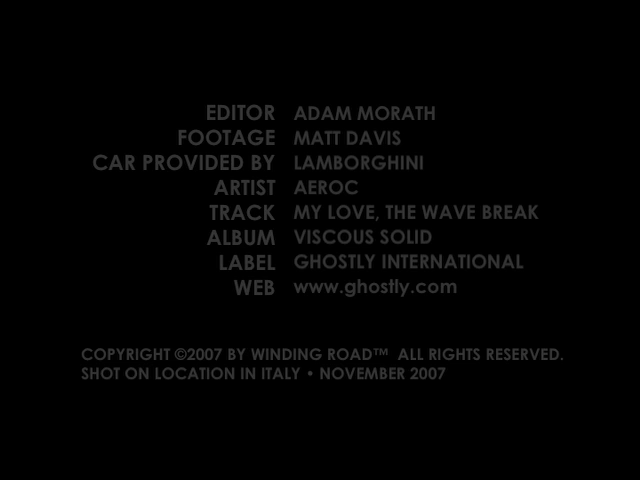 EDITOR ADAM MORATH
FOOTAGE MATT DAVIS
CAR PROVIDED BY LAMBORGHINI
ARTIST AEROC
TRACK MY LOVE, THE WAVE BREAK
ALBUM VISCOUS SOLID
LABEL GHOSTLY INTERNATIONAL
WEB www.ghostly.com
COPYRIGHT ©2007 BY WINDING ROAD™ ALL RIGHTS RESERVED.
SHOT ON LOCATION IN ITALY • NOVEMBER 2007